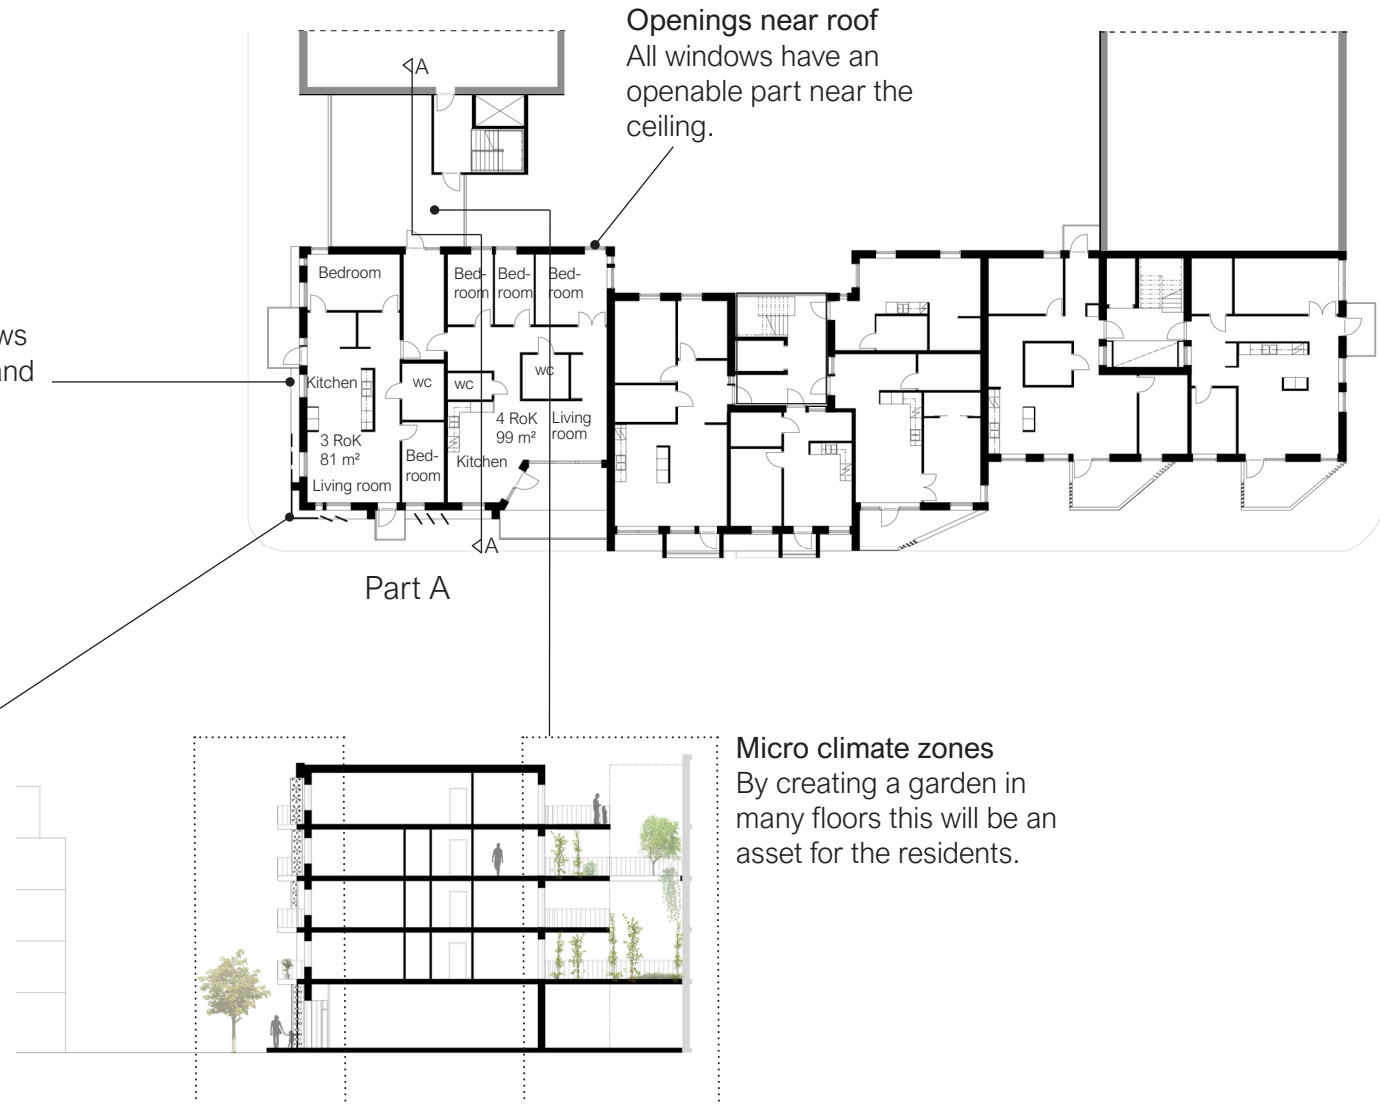 Openings near roof
All windows have an
openable part near the
ceiling.
A
Bedroom
Bed-
room
Bed-
room
Bed-
room
ws
and
Kitchen
wc
wc
wc
3 RoK
81 m²
Living room
Bed-
room
4 RoK
99 m²
Living
room
Kitchen
A
Part A
Micro climate zones
By creating a garden in
many floors this will be an
asset for the residents.